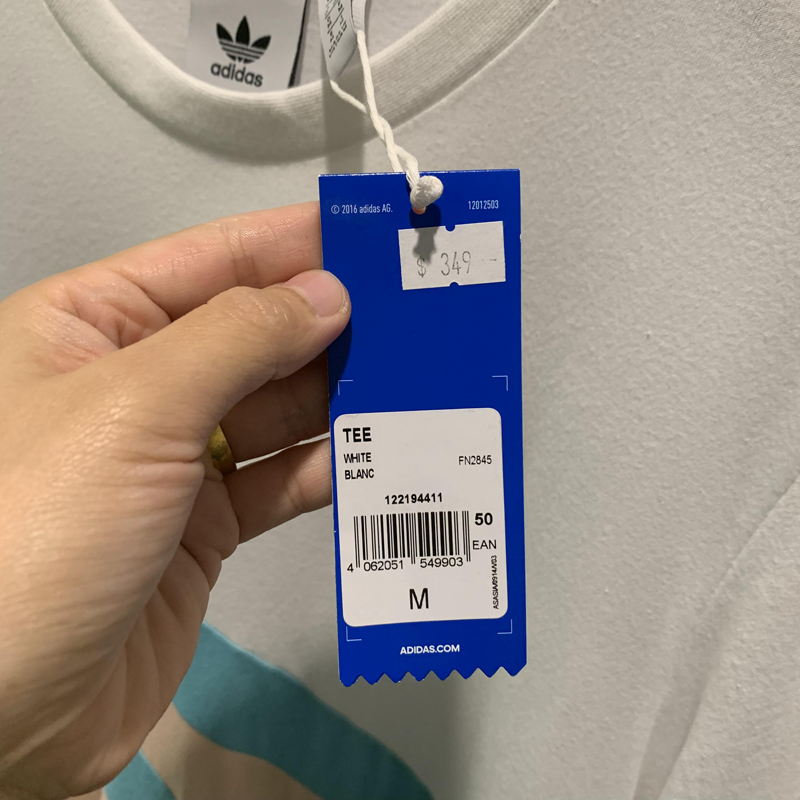 adidas
© 2016 adidas AG.
12012503
$ 349 -
TEE
WHITE
BLANC
FN2845
122194411
50
EAN
4 062051 549903
M
ADIDAS.COM